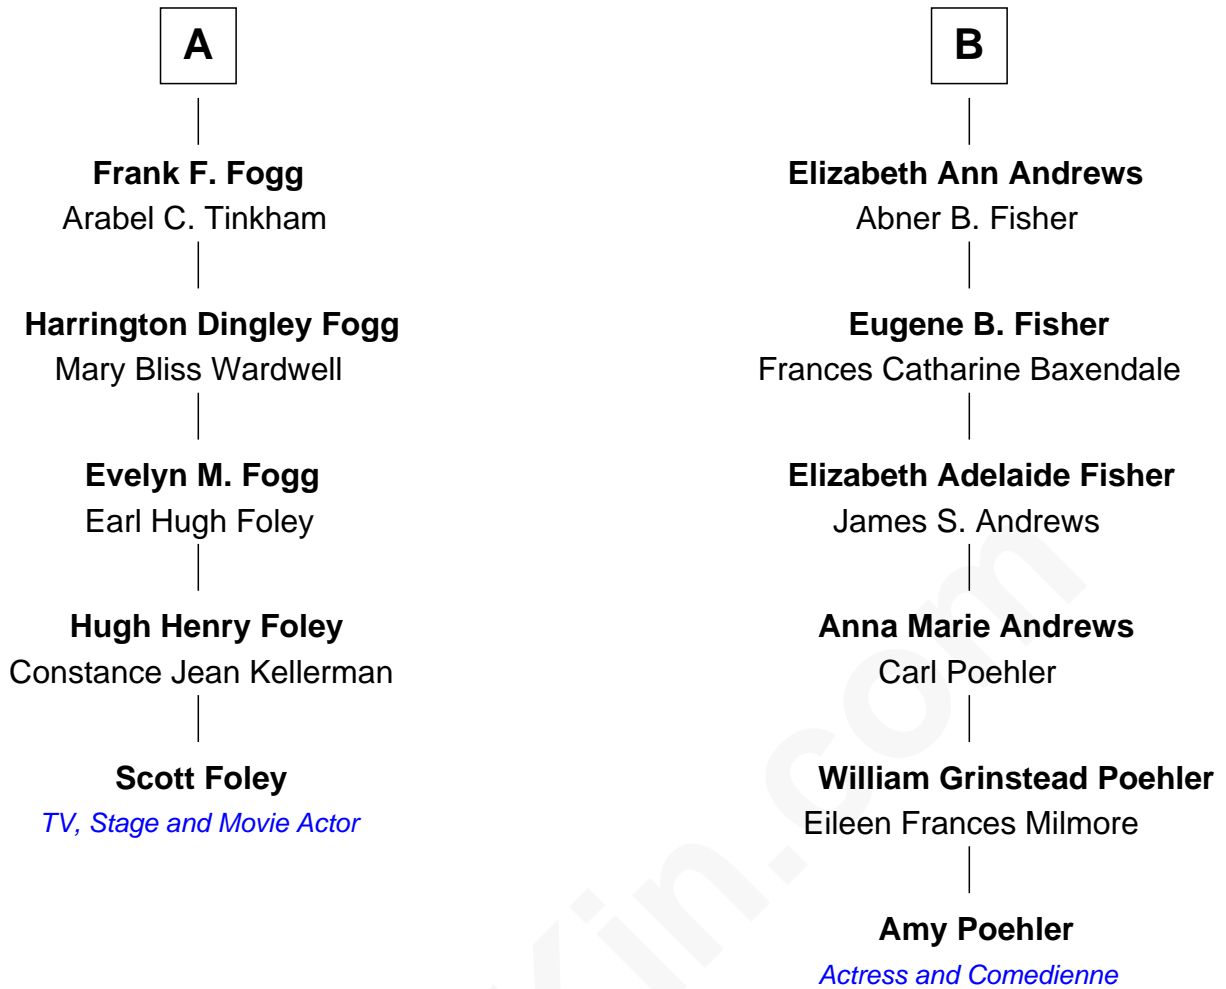 A
Frank F. Fogg
Arabel C. Tinkham
Harrington Dingley Fogg
Mary Bliss Wardwell
Evelyn M. Fogg
Earl Hugh Foley
Hugh Henry Foley
Constance Jean Kellerman
Scott Foley
TV, Stage and Movie Actor
B
Elizabeth Ann Andrews
Abner B. Fisher
Eugene B. Fisher
Frances Catharine Baxendale
Elizabeth Adelaide Fisher
James S. Andrews
Anna Marie Andrews
Carl Poehler
William Grinstead Poehler
Eileen Frances Milmore
Amy Poehler
Actress and Comedienne